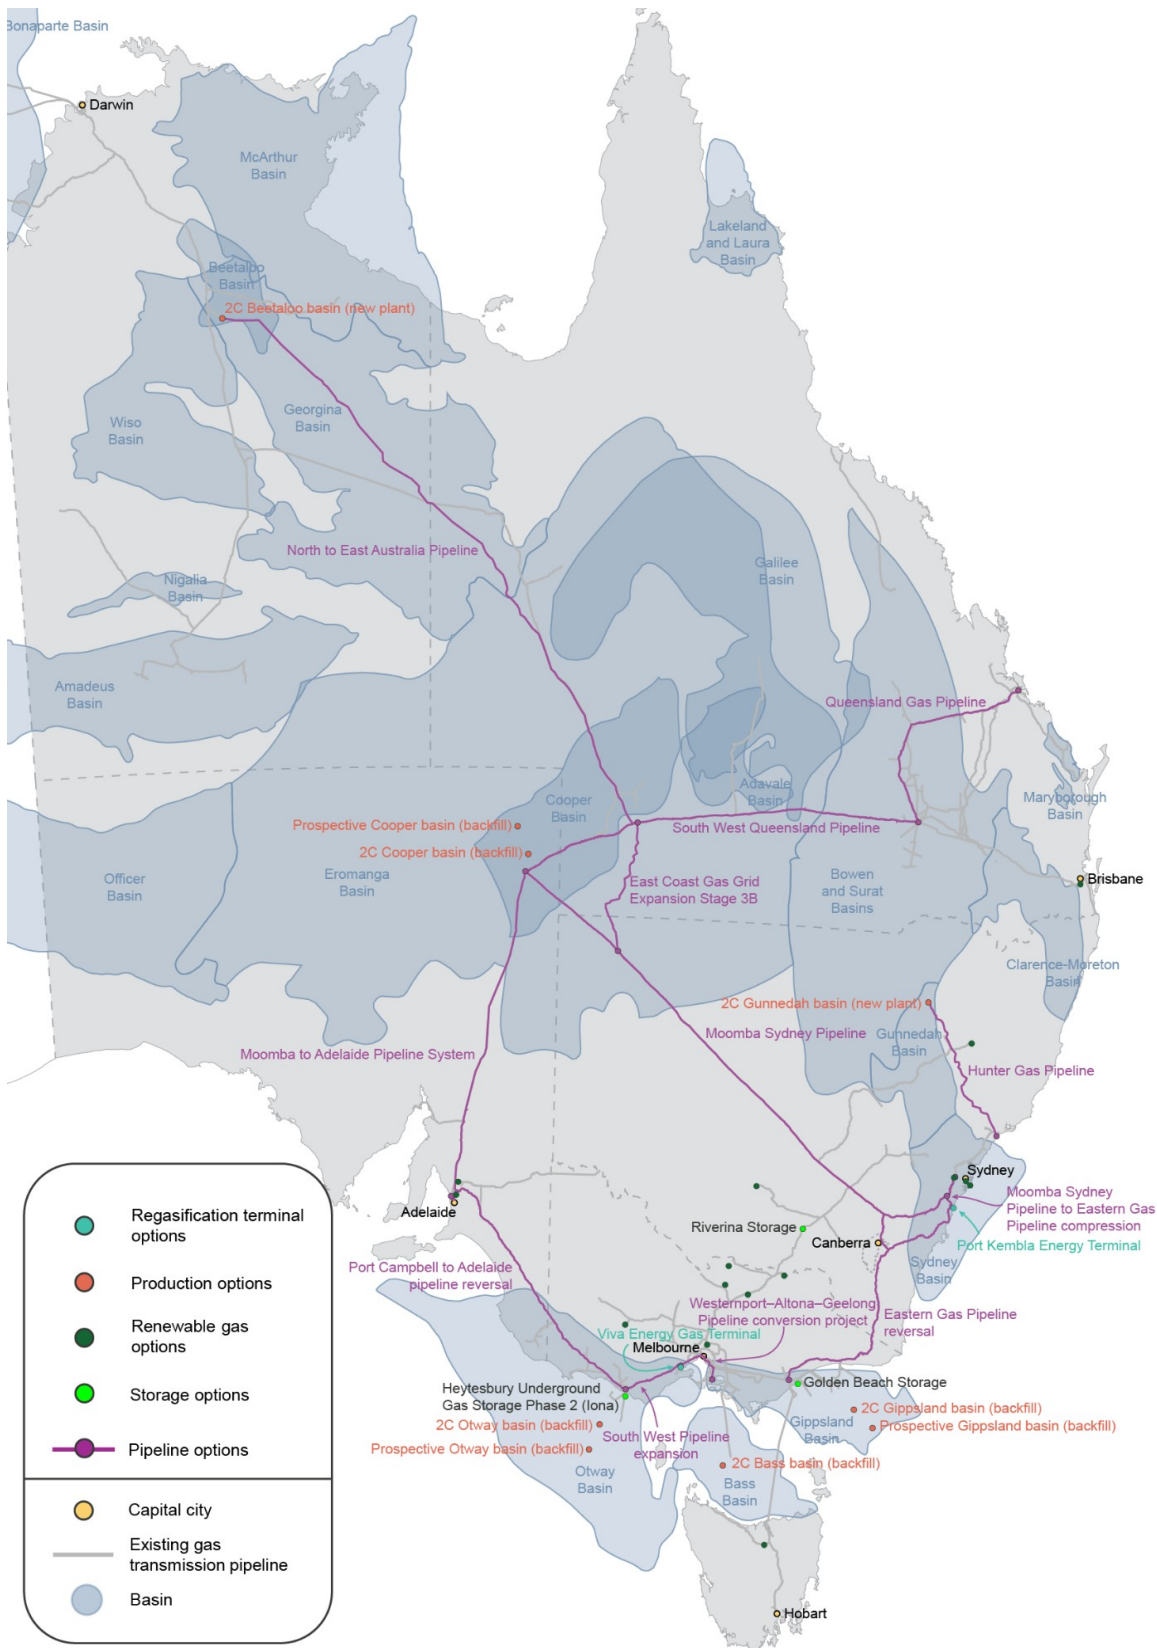 Bonaparte Basin
Darwin
McArthur
Basin
Lakeland
and Laura
Basin
Beetaloo
Basin
2C Beetaloo basin (new plant)
Georgina
Basin
Wiso
Basin
North to East Australia Pipeline
Galilee
Basin
Nigalia
Basin
Amadeus
Basin
Queensland Gas Pipeline
Adavale
Basin
Maryborough
Basin
Cooper
Basin
Prospective Cooper basin (backfill)
South West Queensland Pipeline
2C Cooper basin (backfill)
Officer
Basin
Eromanga
Basin
East Coast Gas Grid
Expansion Stage 3B
Bowen
and Surat
Basins
Brisbane
Clarence-Moreton
Basin
2C Gunnedah basin (new plant)
Moomba Sydney Pipeline
Gunnedah
Basin
Moomba to Adelaide Pipeline System
Hunter Gas Pipeline
Sydney
Adelaide
Moomba Sydney
Pipeline to Eastern Gas
Pipeline compression
Riverina Storage
Canberra
Port Kembla Energy Terminal
Port Campbell to Adelaide
pipeline reversal
Sydney
Basin
Westernport–Altona–Geelong
Pipeline conversion project
Eastern Gas Pipeline
reversal
Viva Energy Gas Terminal
Melbourne
Heytesbury Underground
Gas Storage Phase 2 (Iona)
Golden Beach Storage
2C Otway basin (backfill)
2C Gippsland basin (backfill)
Gippsland
Basin
Prospective Gippsland basin (backfill)
Prospective Otway basin (backfill)
South West Pipeline
expansion
2C Bass basin (backfill)
Otway
Basin
Bass
Basin
Hobart
Regasification terminal
options
Production options
Renewable gas
options
Storage options
Pipeline options
Capital city
Existing gas
transmission pipeline
Basin